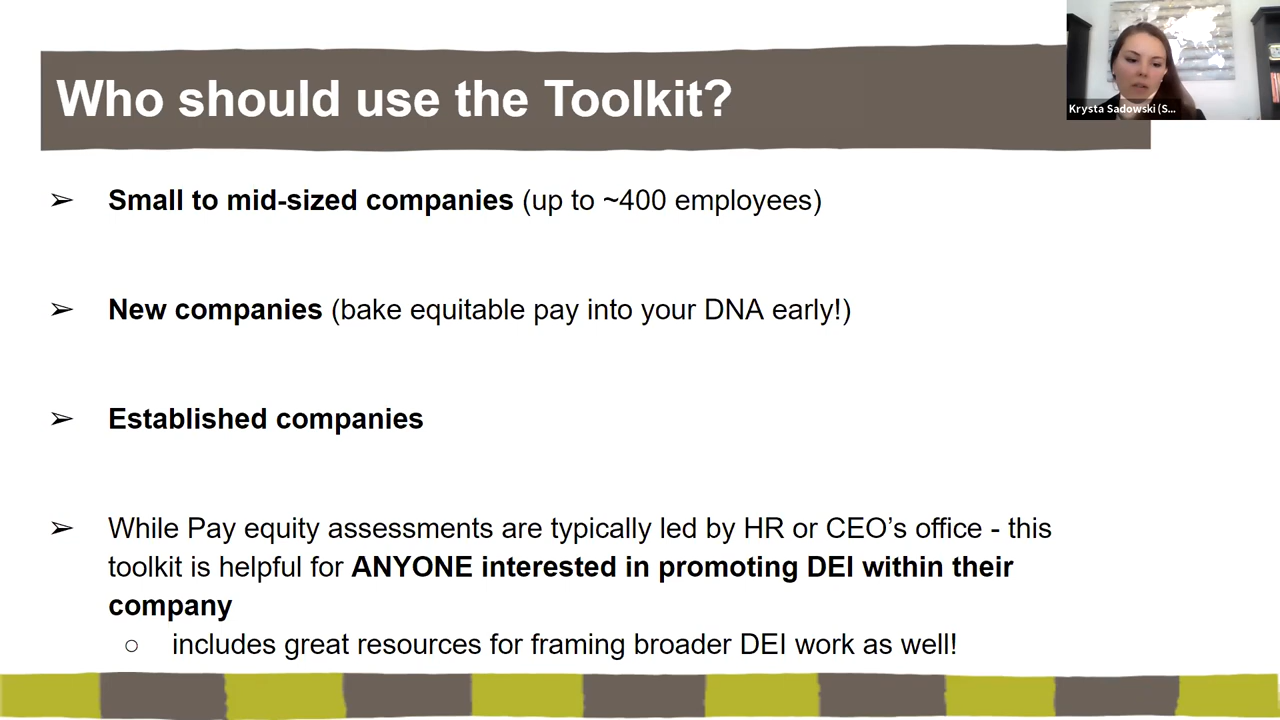 Who should use the Toolkit?
Krysta Sadowski (S...
➢ Small to mid-sized companies (up to ~400 employees)
➢ New companies (bake equitable pay into your DNA early!)
➢ Established companies
➢ While Pay equity assessments are typically led by HR or CEO’s office - this
toolkit is helpful for ANYONE interested in promoting DEI within their
company
○ includes great resources for framing broader DEI work as well!